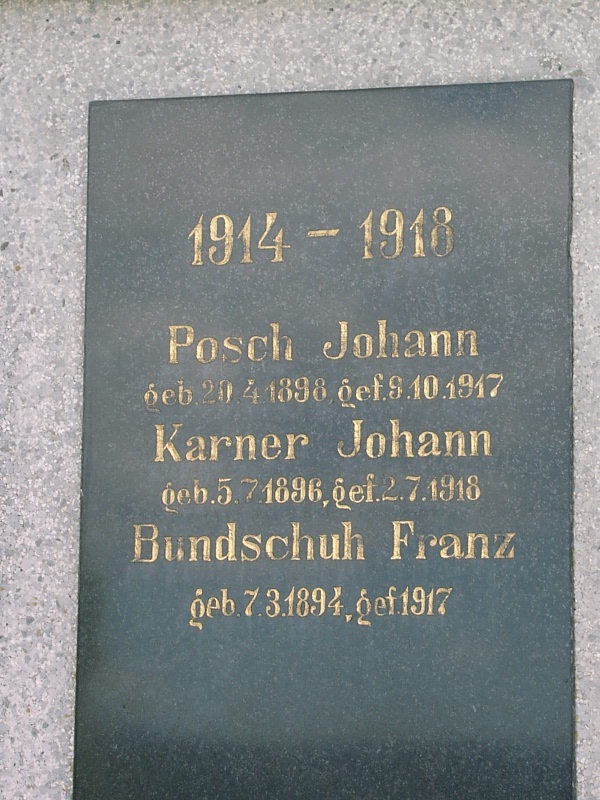 1914 – 1918
Posch Johann
geb. 20.4.1898, gef. 9.10.1917
Karner Johann
geb. 5.7.1896, gef. 2.7.1918
Bundschuh Franz
geb. 7.3.1894, gef. 1917